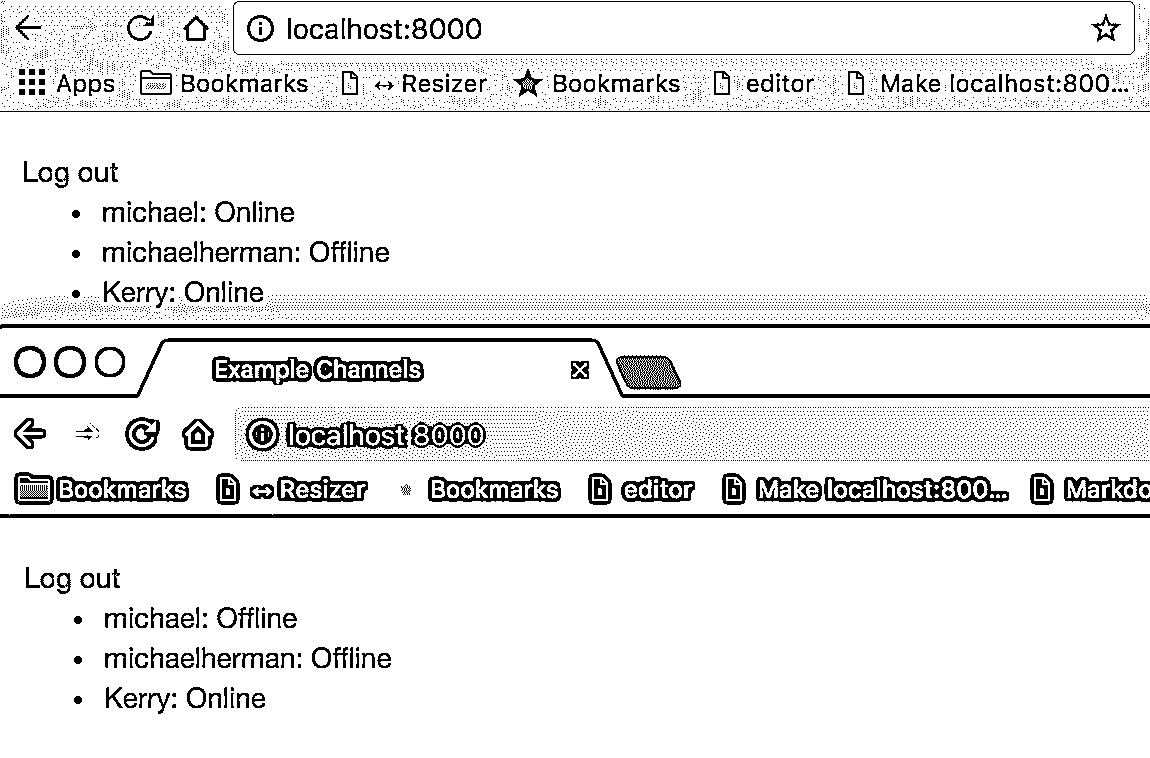 localhost:8000
Apps Bookmarks ↔ Resizer Bookmarks editor Make localhost:800...
Log out
• michael: Online
• michaelherman: Offline
• Kerry: Online
Example Channels
localhost:8000
Bookmarks ↔ Resizer Bookmarks editor Make localhost:800... Markdo
Log out
• michael: Offline
• michaelherman: Offline
• Kerry: Online